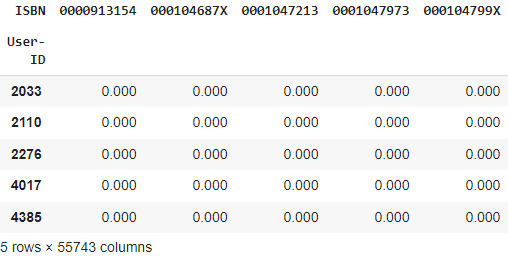 ISBN 0000913154 000104687X 0001047213 0001047973 000104799X
User-
ID
2033 0.000 0.000 0.000 0.000 0.000
2110 0.000 0.000 0.000 0.000 0.000
2276 0.000 0.000 0.000 0.000 0.000
4017 0.000 0.000 0.000 0.000 0.000
4385 0.000 0.000 0.000 0.000 0.000
5 rows × 55743 columns